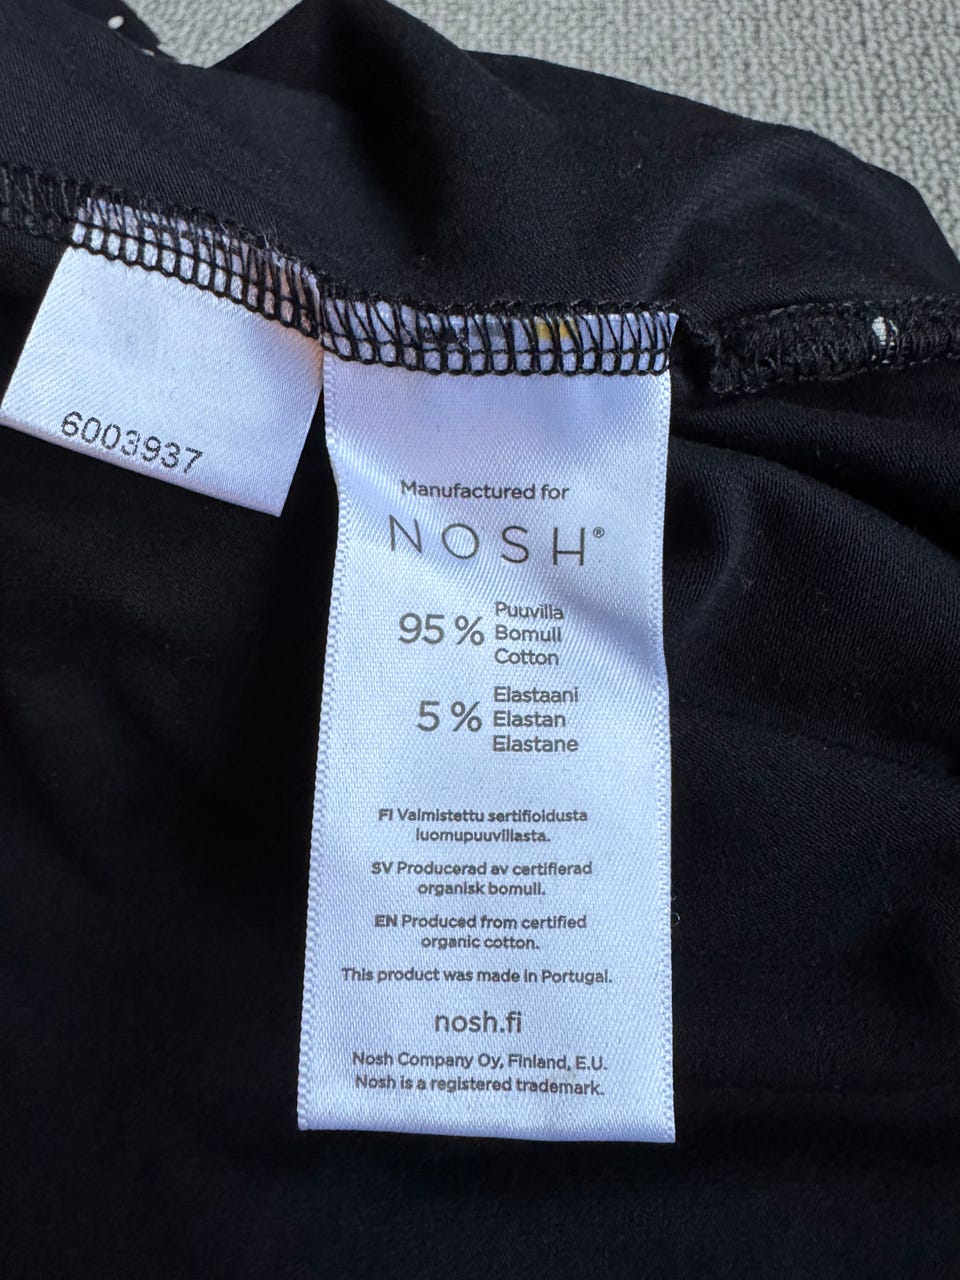 6003937
Manufactured for
NOSH®
95 % Puuvilla
Bomull
Cotton
5 % Elastaani
Elastan
Elastane
FI Valmistettu sertifioidusta
luomupuuvillasta.
SV Producerad av certifierad
organisk bomull.
EN Produced from certified
organic cotton.
This product was made in Portugal.
nosh.fi
Nosh Company Oy, Finland, E.U.
Nosh is a registered trademark.